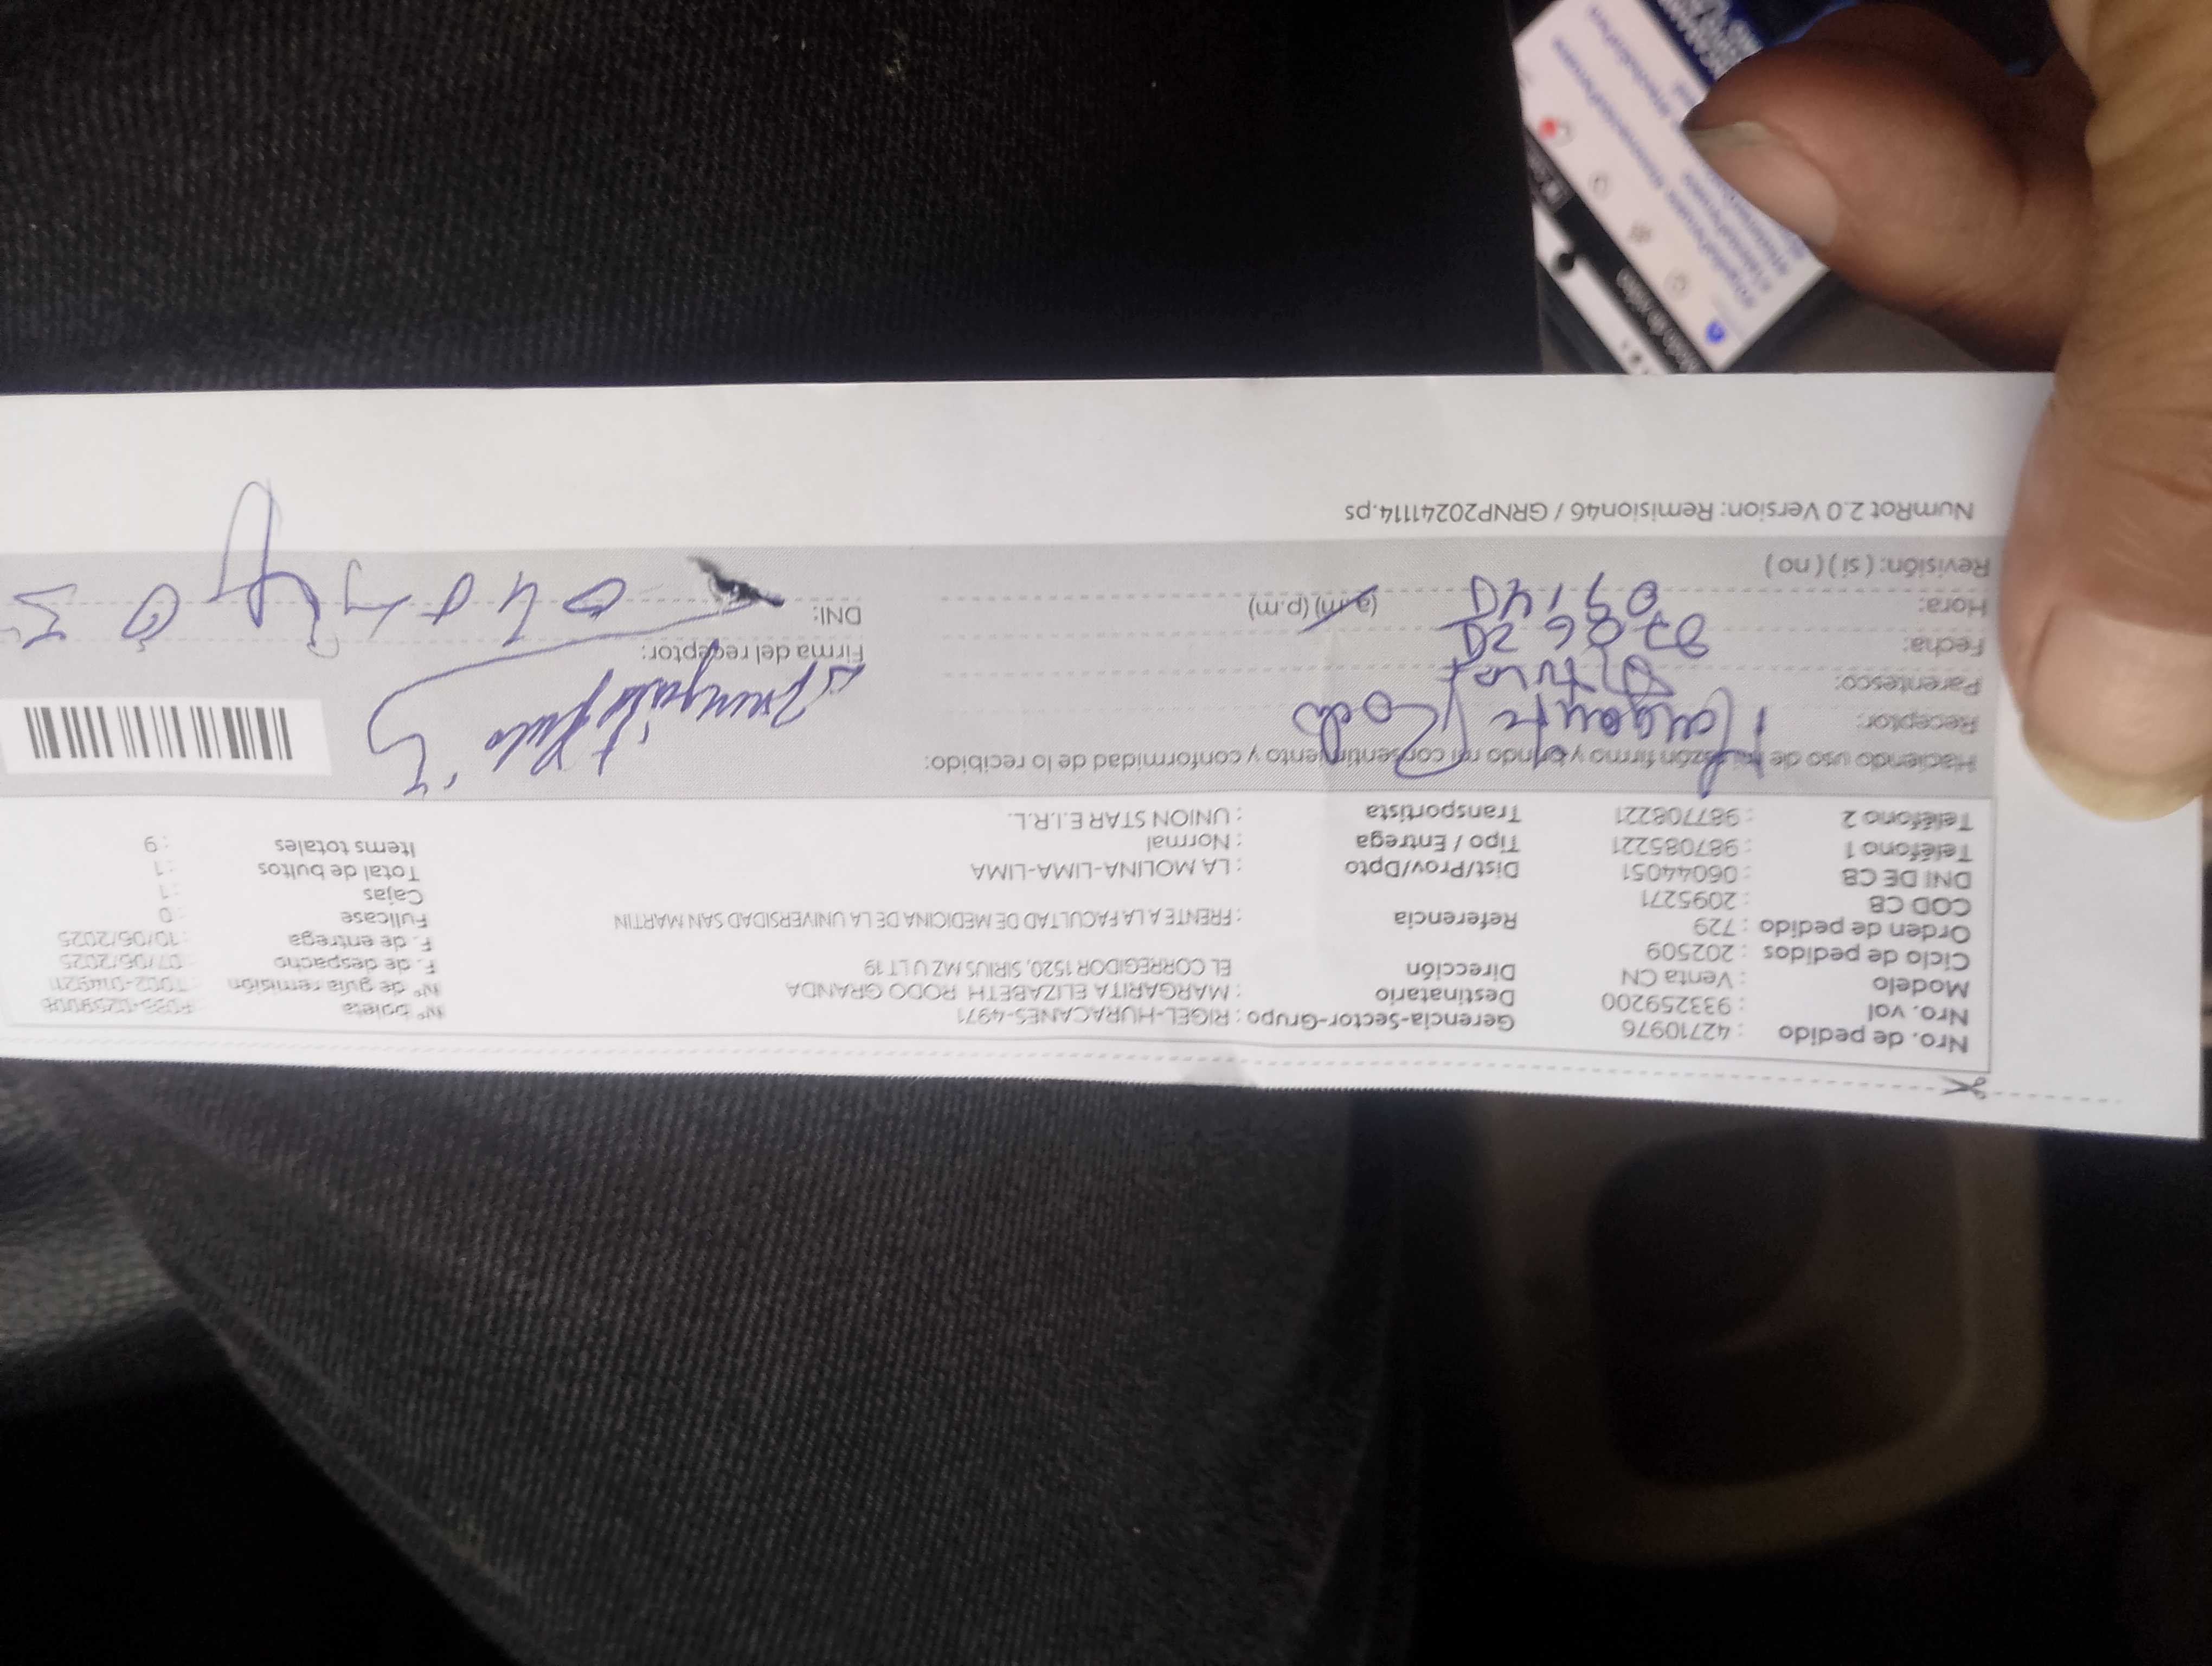 Nro. de pedido : 42710976
Nro. vol : 933259200
Modelo : Venta CN
Ciclo de pedidos : 202509
Orden de pedido : 729
COD CB : 2095271
DNI DE CB : 06044051
Teléfono 1 : 987085221
Teléfono 2 : 987708221
Gerencia-Sector-Grupo : RIGEL-HURACANES-4971
Destinatario : MARGARITA ELIZABETH RODO GRANDA
Dirección EL CORREGIDOR 1520, SIRIUS MZ U LT 19
Referencia : FRENTE A LA FACULTAD DE MEDICINA DE LA UNIVERSIDAD SAN MARTIN
Dist/Prov/Dpto : LA MOLINA-LIMA-LIMA
Tipo / Entrega : Normal
Transportista : UNION STAR E.I.R.L.
Nº boleta
Nº de guía remisión
F. de despacho : 07/06/2025
F. de entrega : 10/06/2025
Fullcase : 0
Cajas : 1
Total de bultos : 1
Items totales : 9
Haciendo uso de mi razón firmo y brindo mi consentimiento y conformidad de lo recibido:
Receptor: Margarita Rodo
Parentesco:
Fecha:
Hora: (a.m) (p.m)
Revisión: ( si ) ( no )
Firma del receptor:
DNI:
NumRot 2.0 Version: Remision46 / GRNP20241114.ps